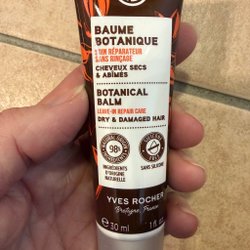 BAUME
BOTANIQUE
SOIN RÉPARATEUR
SANS RINÇAGE
CHEVEUX SECS
& ABÎMÉS
BOTANICAL
BALM
LEAVE-IN REPAIR CARE
DRY & DAMAGED HAIR
98%
INGRÉDIENTS
D'ORIGINE
NATURELLE
SANS SILICONE
YVES ROCHER
Bretagne, France
30 ml
1 fl.